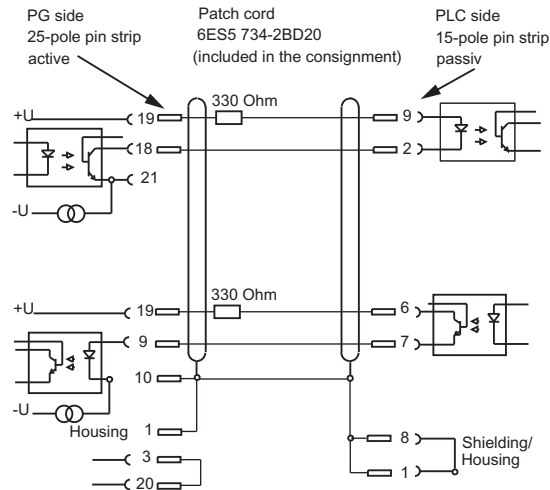 PG side
25-pole pin strip
active
Patch cord
6ES5 734-2BD20
(included in the consignment)
PLC side
15-pole pin strip
passiv
+U
19
330 Ohm
9
18
2
21
-U
+U
19
330 Ohm
6
9
7
10
-U
Housing
1
8
Shielding/
Housing
3
1
20